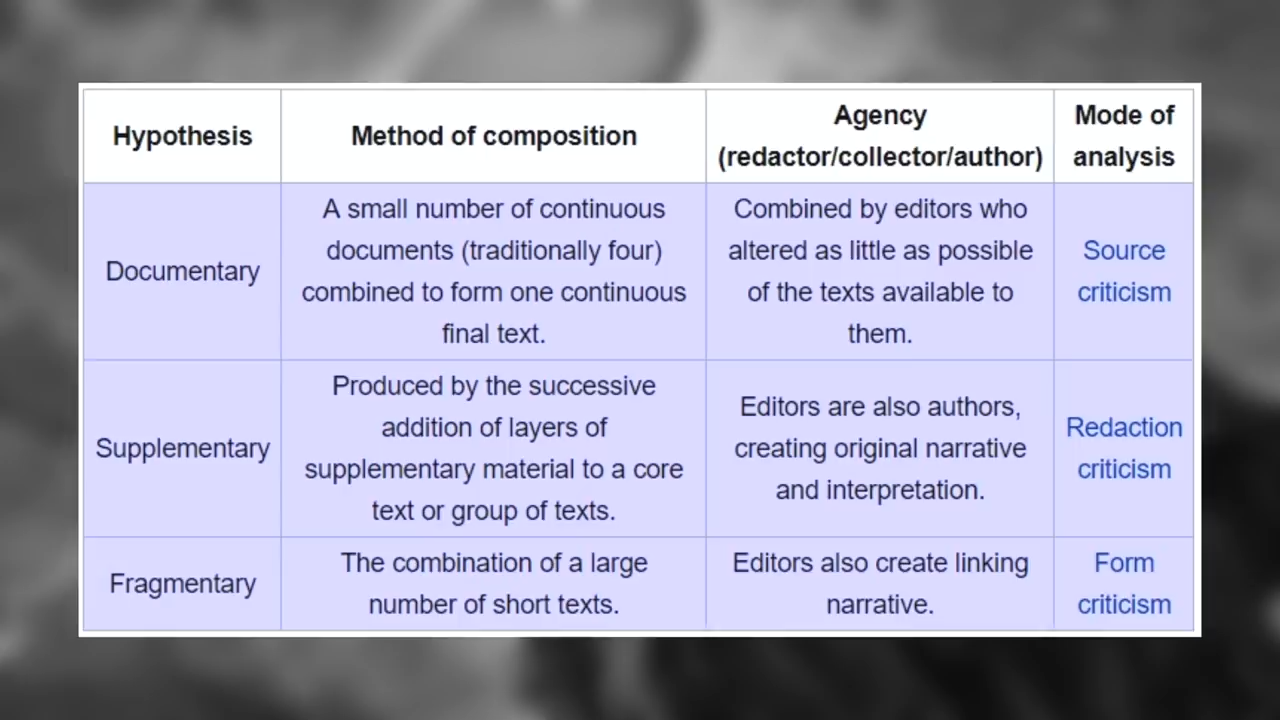 Hypothesis
Method of composition
Agency
(redactor/collector/author)
Mode of
analysis
Documentary
A small number of continuous
documents (traditionally four)
combined to form one continuous
final text.
Combined by editors who
altered as little as possible
of the texts available to
them.
Source
criticism
Supplementary
Produced by the successive
addition of layers of
supplementary material to a core
text or group of texts.
Editors are also authors,
creating original narrative
and interpretation.
Redaction
criticism
Fragmentary
The combination of a large
number of short texts.
Editors also create linking
narrative.
Form
criticism